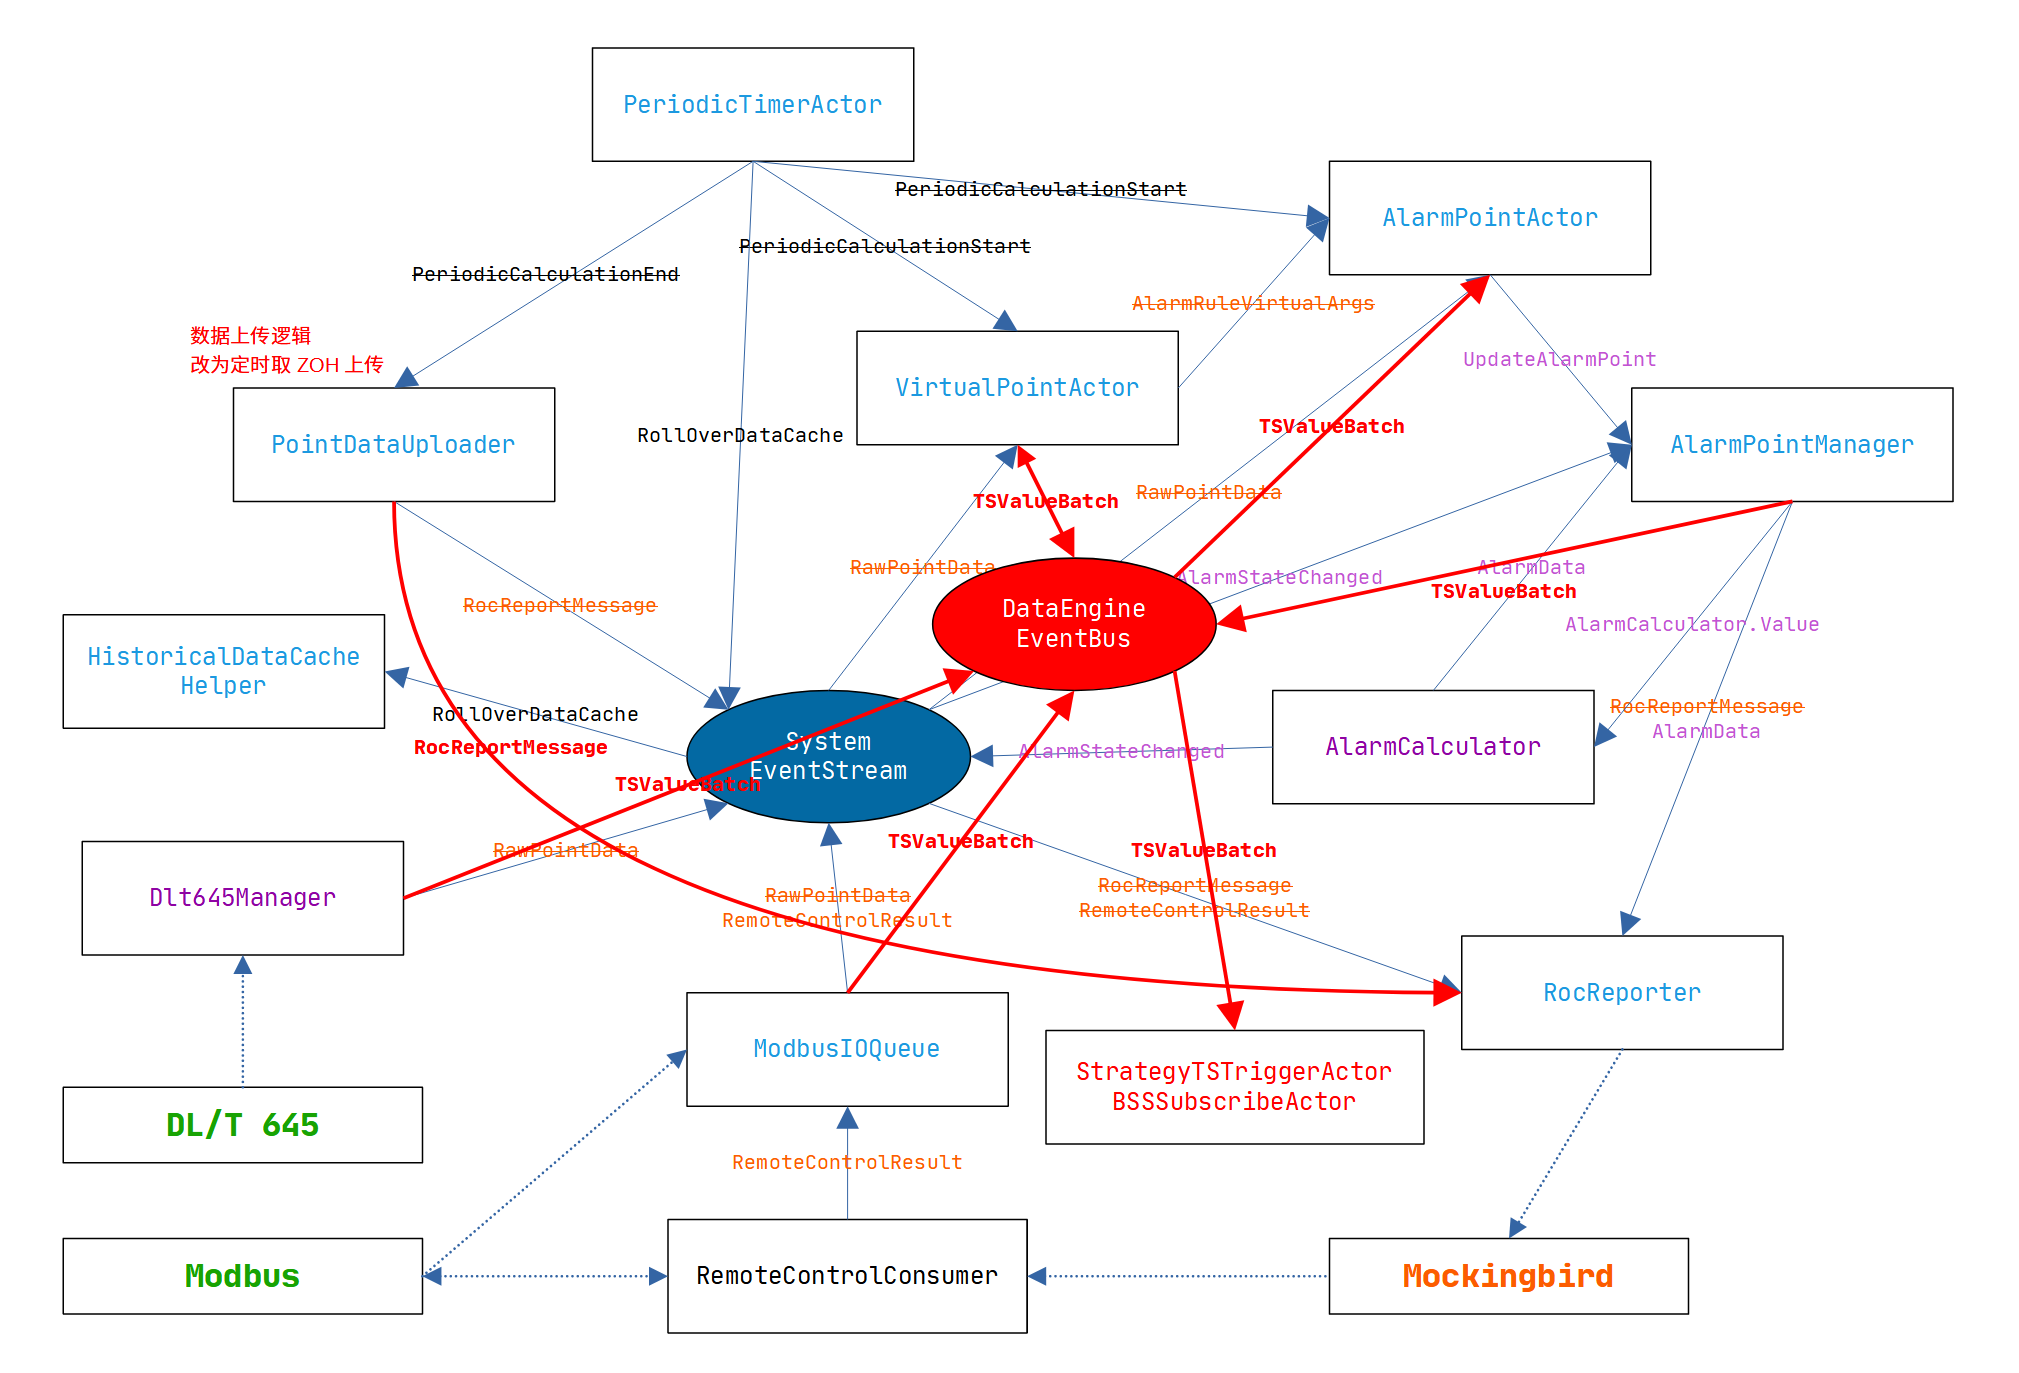 PeriodicTimerActor
PeriodicCalculationStart
AlarmPointActor
PeriodicCalculationStart
PeriodicCalculationEnd
AlarmRuleVirtualArgs
数据上传逻辑
改为定时取 ZOH 上传
UpdateAlarmPoint
VirtualPointActor
TSValueBatch
RollOverDataCache
PointDataUploader
AlarmPointManager
RawPointData
TSValueBatch
RawPointData
AlarmData
AlarmStateChanged
TSValueBatch
RocReportMessage
DataEngine
EventBus
AlarmCalculator.Value
HistoricalDataCache
Helper
RocReportMessage
AlarmData
RollOverDataCache
RocReportMessage
System
EventStream
AlarmStateChanged
AlarmCalculator
TSValueBatch
TSValueBatch
TSValueBatch
RawPointData
RocReportMessage
RemoteControlResult
Dlt645Manager
RawPointData
RemoteControlResult
RocReporter
ModbusIOQueue
StrategyTSTriggerActor
BSSSubscribeActor
DL/T 645
RemoteControlResult
Modbus
RemoteControlConsumer
Mockingbird